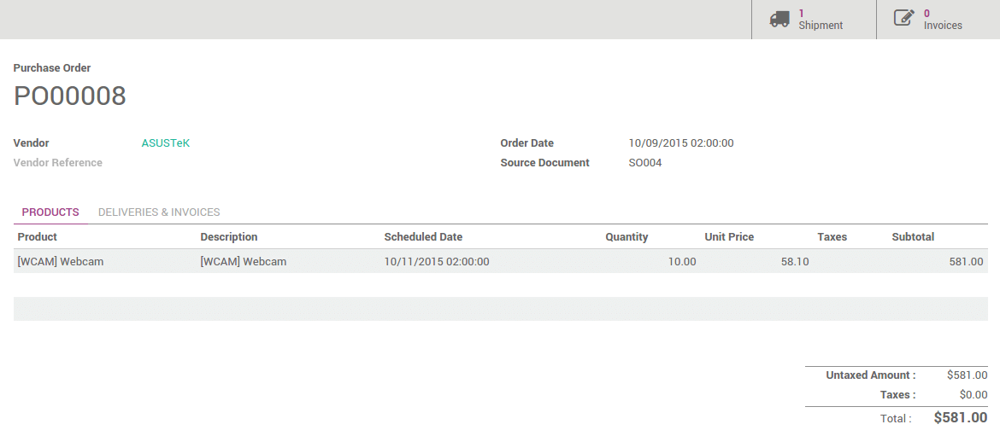 1
Shipment
0
Invoices
Purchase Order
PO00008
Vendor ASUSTeK Order Date 10/09/2015 02:00:00
Vendor Reference Source Document SO004
PRODUCTS DELIVERIES & INVOICES
Product Description Scheduled Date Quantity Unit Price Taxes Subtotal
[WCAM] Webcam [WCAM] Webcam 10/11/2015 02:00:00 10.00 58.10 581.00
Untaxed Amount : $581.00
Taxes : $0.00
Total : $581.00